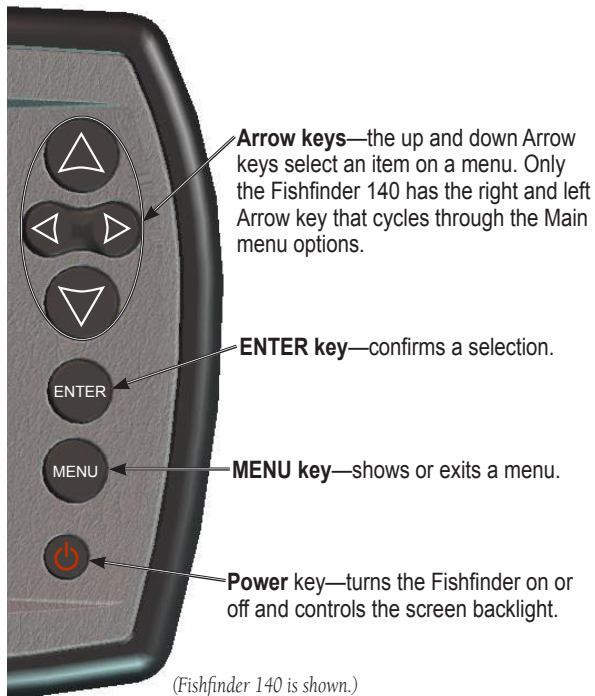 Arrow keys—the up and down Arrow
keys select an item on a menu. Only
the Fishfinder 140 has the right and left
Arrow key that cycles through the Main
menu options.
ENTER key—confirms a selection.
ENTER
MENU key—shows or exits a menu.
MENU
Power key—turns the Fishfinder on or
off and controls the screen backlight.
(Fishfinder 140 is shown.)